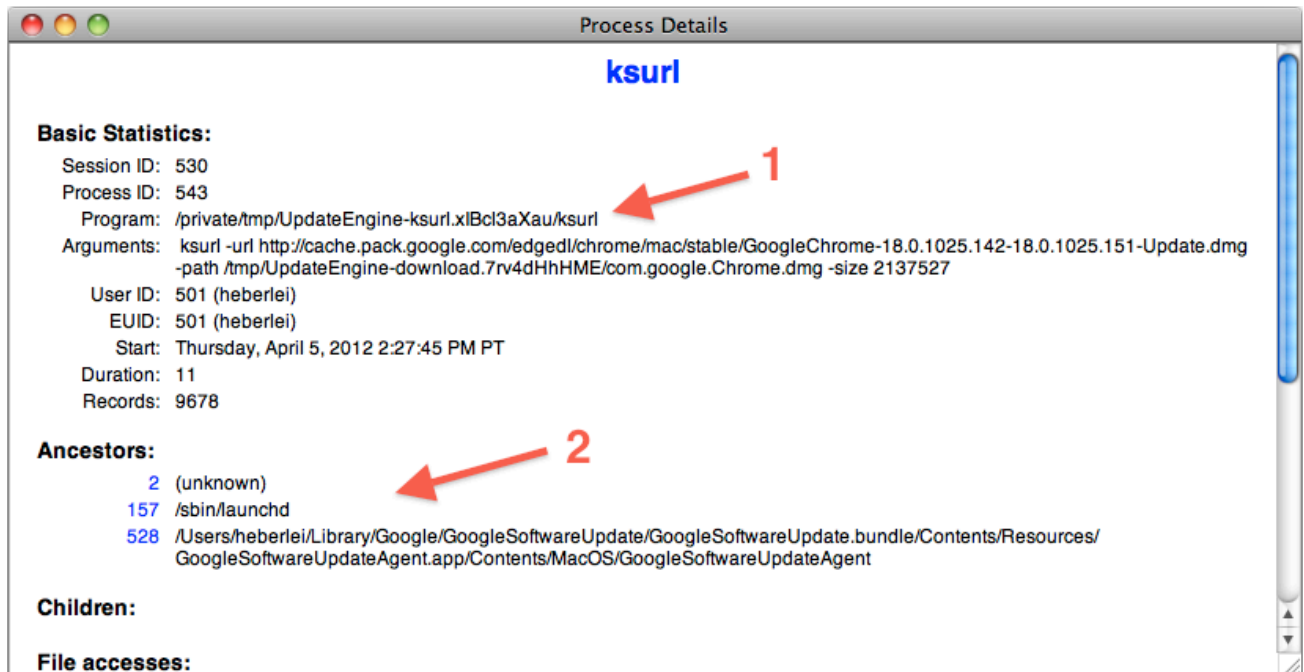 Process Details
ksurl
Basic Statistics:
Session ID: 530
Process ID: 543
Program: /private/tmp/UpdateEngine-ksurl.xlBcl3aXau/ksurl
Arguments: ksurl -url http://cache.pack.google.com/edgedl/chrome/mac/stable/GoogleChrome-18.0.1025.142-18.0.1025.151-Update.dmg
-path /tmp/UpdateEngine-download.7rv4dHhHME/com.google.Chrome.dmg -size 2137527
User ID: 501 (heberlei)
EUID: 501 (heberlei)
Start: Thursday, April 5, 2012 2:27:45 PM PT
Duration: 11
Records: 9678
1
Ancestors:
2 (unknown)
157 /sbin/launchd
528 /Users/heberlei/Library/Google/GoogleSoftwareUpdate/GoogleSoftwareUpdate.bundle/Contents/Resources/
GoogleSoftwareUpdateAgent.app/Contents/MacOS/GoogleSoftwareUpdateAgent
2
Children:
File accesses: